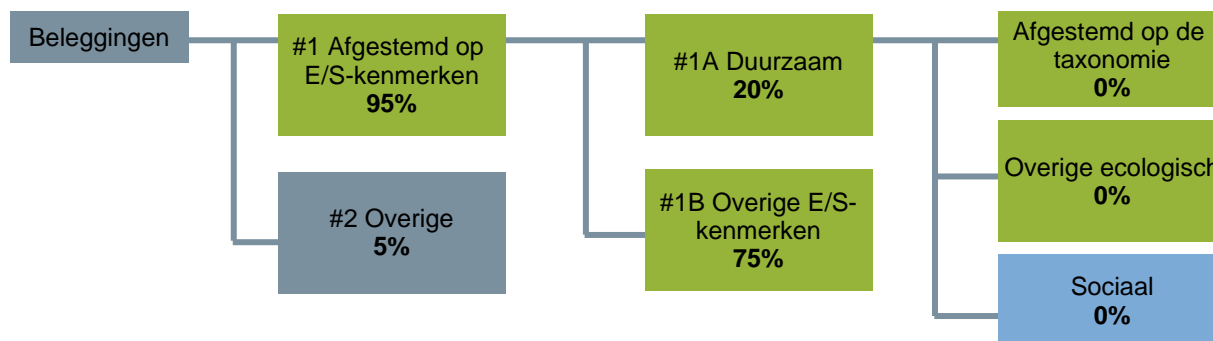 Beleggingen
#1 Afgestemd op
E/S-kenmerken
95%
#2 Overige
5%
#1A Duurzaam
20%
#1B Overige E/S-
kenmerken
75%
Afgestemd op de
taxonomie
0%
Overige ecologisch
0%
Sociaal
0%